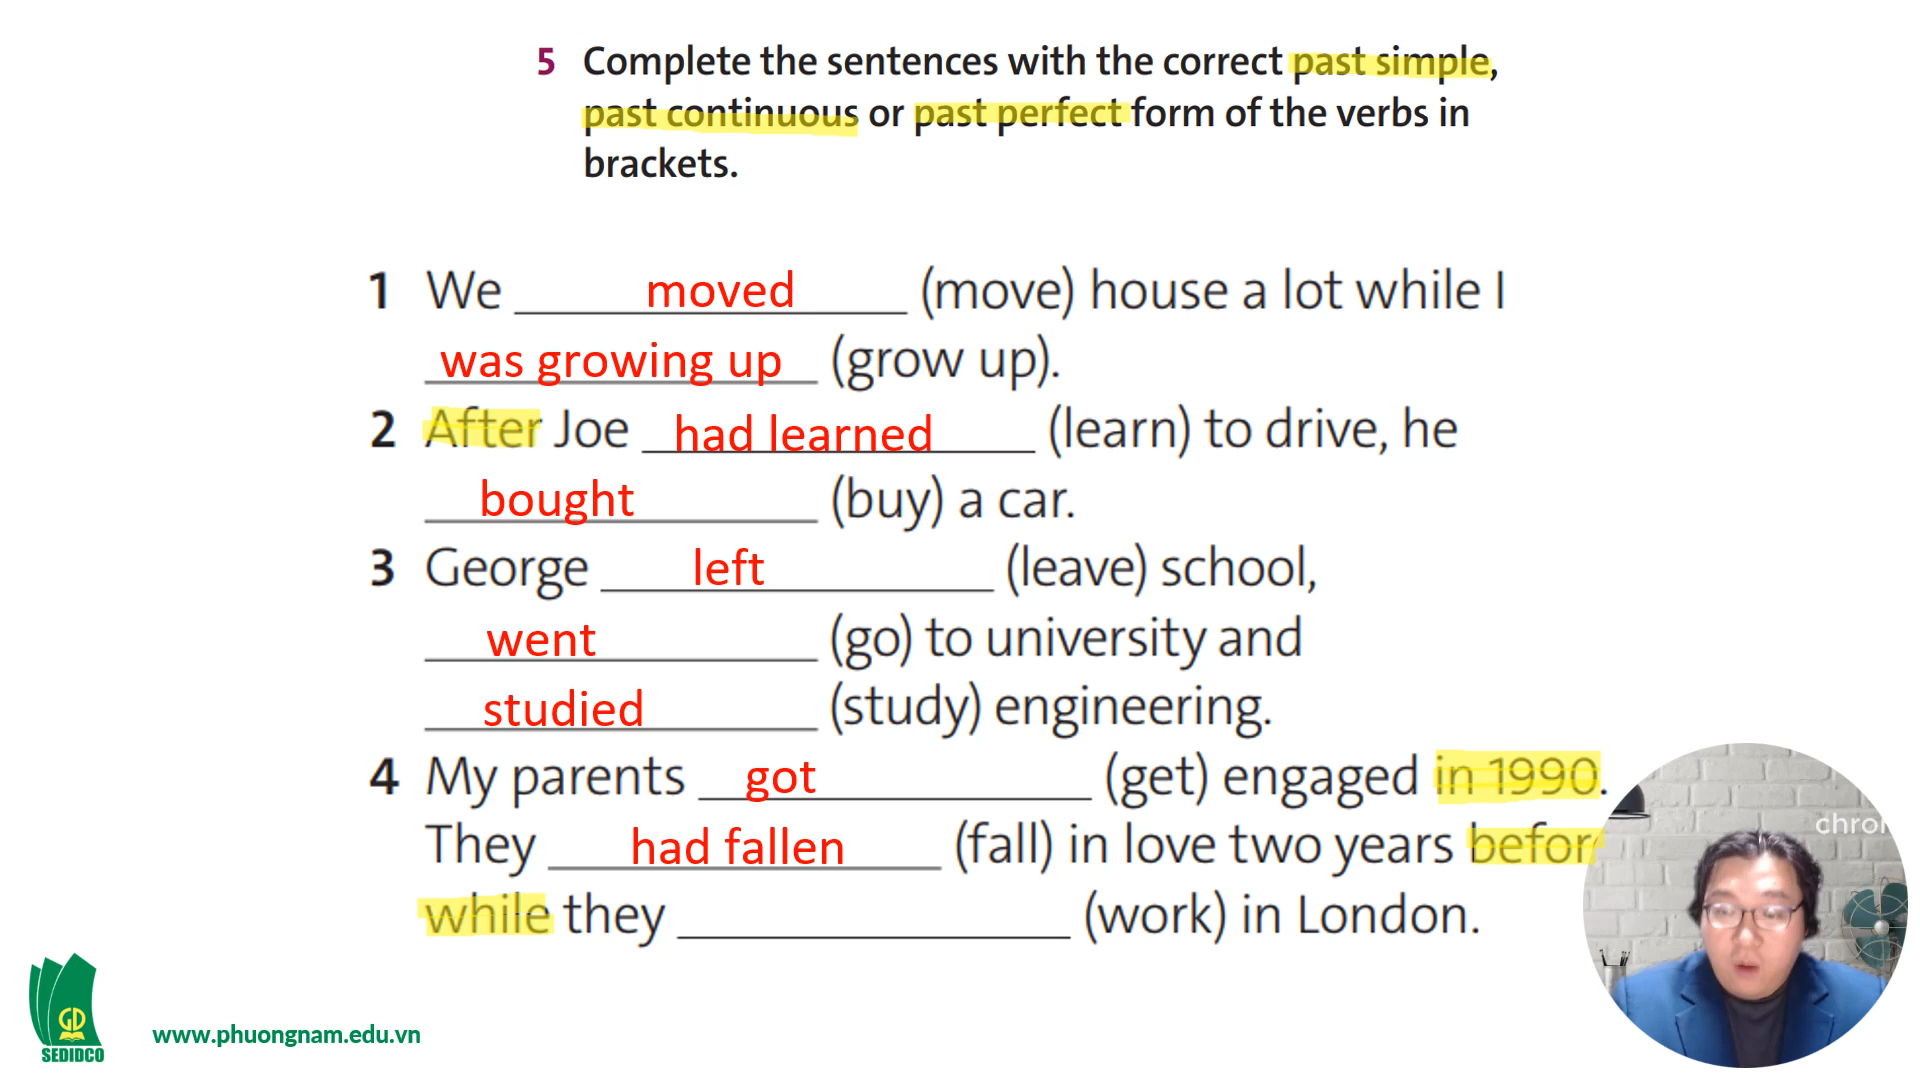 5 Complete the sentences with the correct past simple,
past continuous or past perfect form of the verbs in
brackets.
1 We moved (move) house a lot while I
was growing up (grow up).
2 After Joe had learned (learn) to drive, he
bought (buy) a car.
3 George left (leave) school,
went (go) to university and
studied (study) engineering.
4 My parents got (get) engaged in 1990.
They had fallen (fall) in love two years befor
while they ____ (work) in London.
chro
GD
SEDIDCO
www.phuongnam.edu.vn